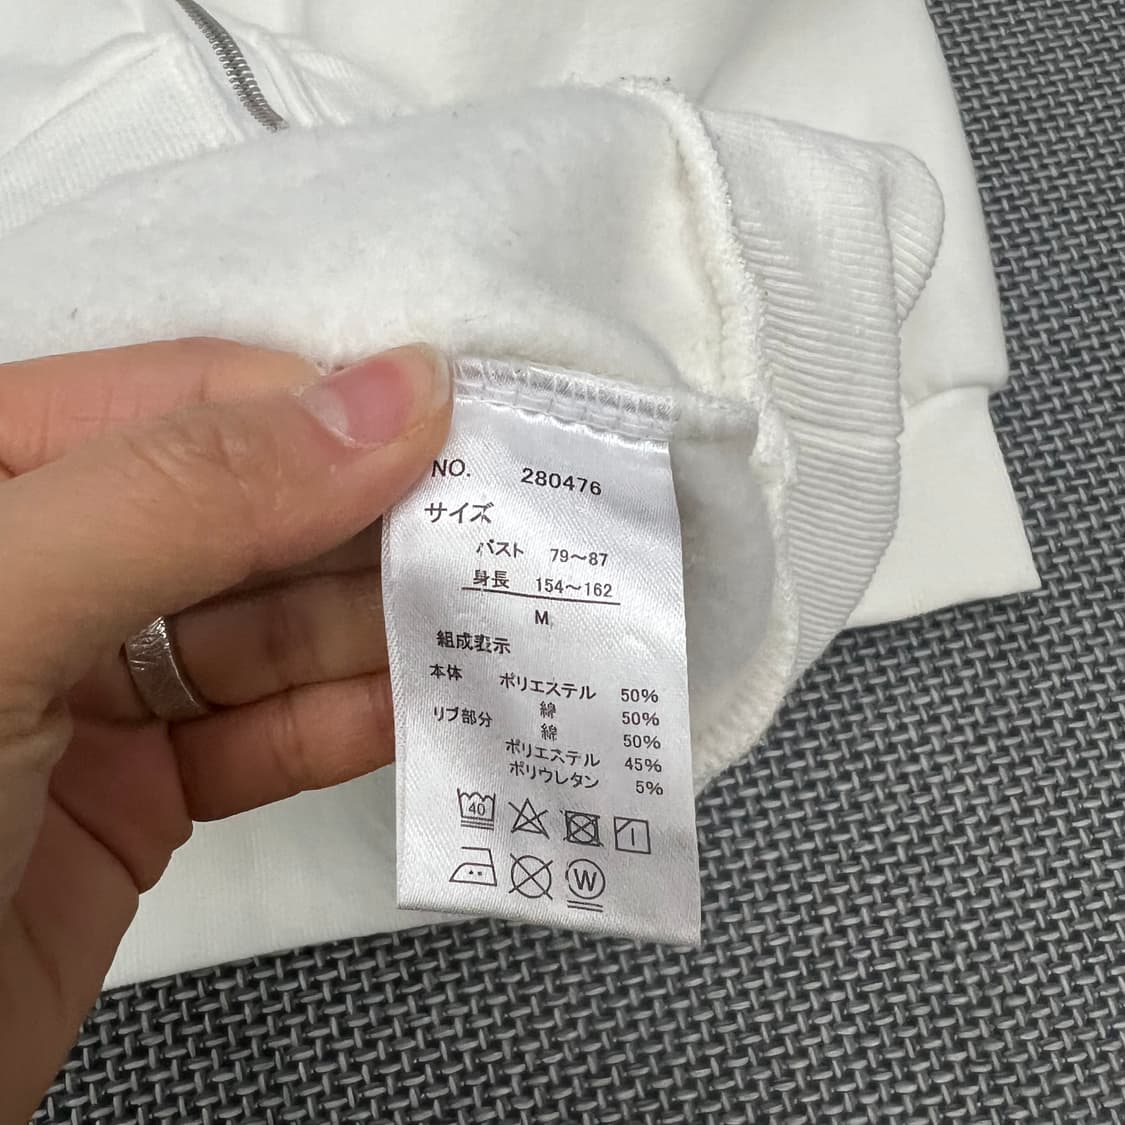 NO. 280476
サイズ
バスト 79～87
身長 154～162
M
組成表示
本体 ポリエステル 50%
綿 50%
リブ部分 綿 50%
ポリエステル 45%
ポリウレタン 5%
40
W